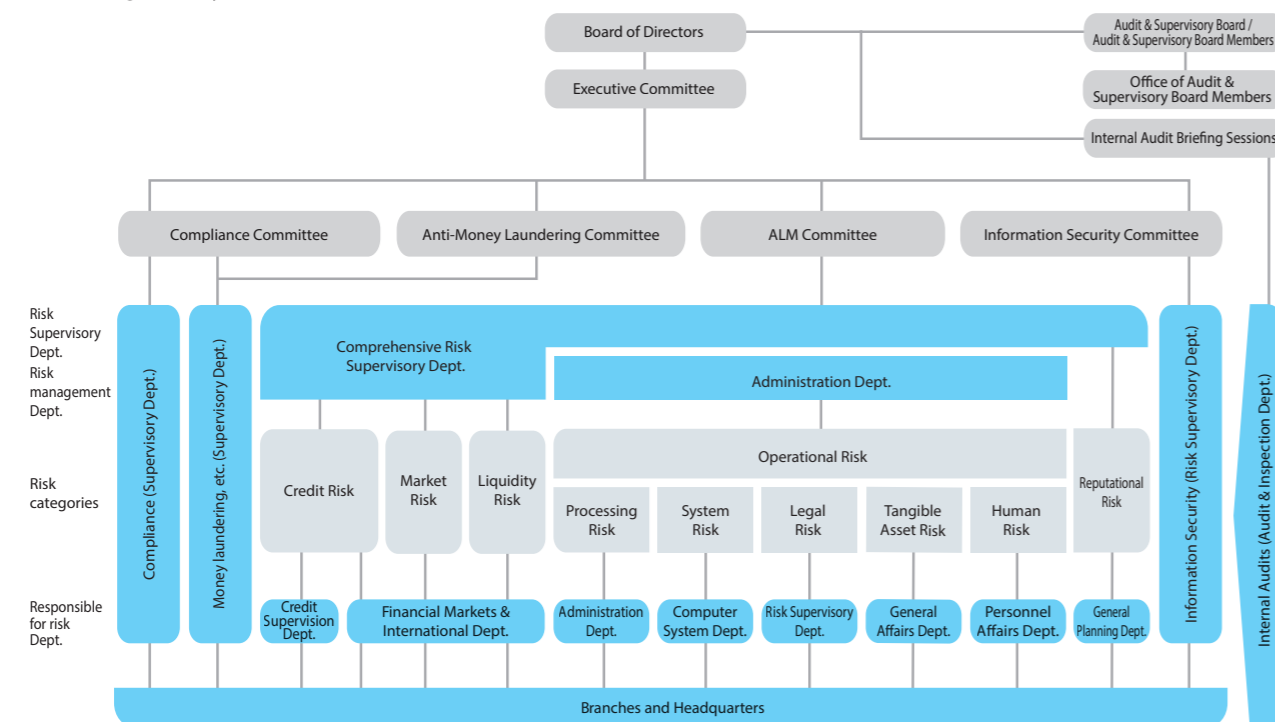 Board of Directors
Audit & Supervisory Board /
Audit & Supervisory Board Members
Executive Committee
Office of Audit &
Supervisory Board Members
Internal Audit Briefing Sessions
Compliance Committee
Anti-Money Laundering Committee
ALM Committee
Information Security Committee
Risk
Supervisory
Dept.
Risk
management
Dept.
Risk
categories
Responsible
for risk
Dept.
Compliance (Supervisory Dept.)
Money laundering, etc. (Supervisory Dept.)
Comprehensive Risk
Supervisory Dept.
Administration Dept.
Credit Risk
Market
Risk
Liquidity
Risk
Operational Risk
Processing
Risk
System
Risk
Legal
Risk
Tangible
Asset Risk
Human
Risk
Reputational
Risk
Credit
Supervision
Dept.
Financial Markets &
International Dept.
Administration
Dept.
Computer
System Dept.
Risk Supervisory
Dept.
General
Affairs Dept.
Personnel
Affairs Dept.
General
Planning Dept.
Information Security (Risk Supervisory Dept.)
Internal Audits (Audit & Inspection Dept.)
Branches and Headquarters